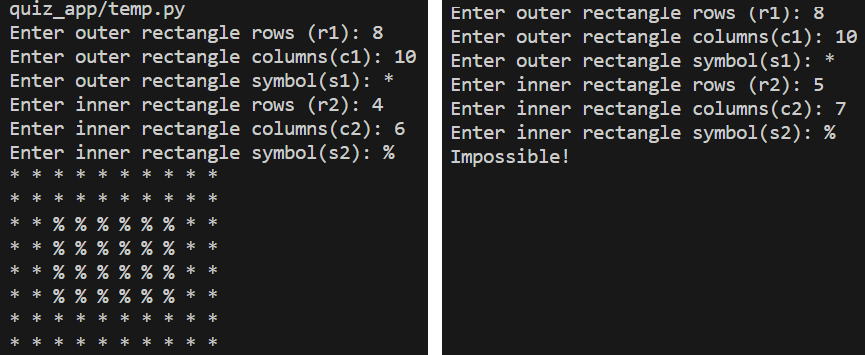 quiz_app/temp.py
Enter outer rectangle rows (r1): 8
Enter outer rectangle columns(c1): 10
Enter outer rectangle symbol(s1): *
Enter inner rectangle rows (r2): 4
Enter inner rectangle columns(c2): 6
Enter inner rectangle symbol(s2): %
* * * * * * * * * *
* * * * * * * * * *
* * % % % % % % * *
* * % % % % % % * *
* * % % % % % % * *
* * % % % % % % * *
* * * * * * * * * *
* * * * * * * * * *
Enter outer rectangle rows (r1): 8
Enter outer rectangle columns(c1): 10
Enter outer rectangle symbol(s1): *
Enter inner rectangle rows (r2): 5
Enter inner rectangle columns(c2): 7
Enter inner rectangle symbol(s2): %
Impossible!